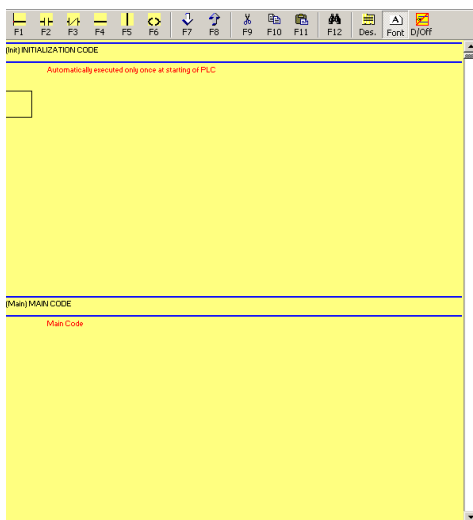 F1 F2 F3 F4 F5 F6 F7 F8 F9 F10 F11 F12 Des. Font D/Off
(Init) INITIALIZATION CODE
Automatically executed only once at starting of PLC
(Main) MAIN CODE
Main Code